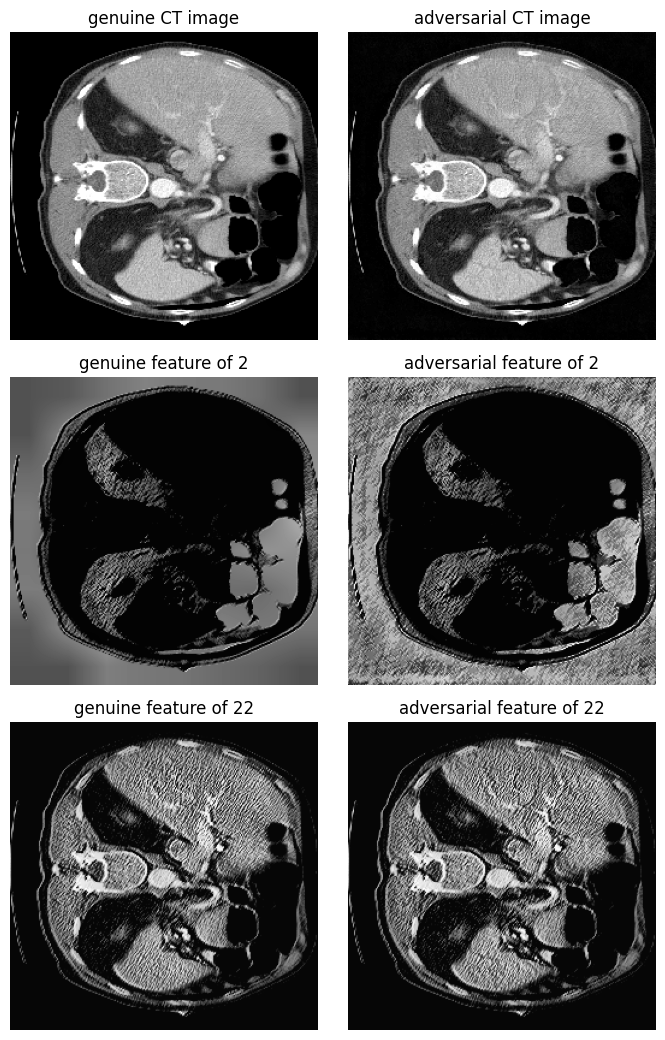 genuine CT image
adversarial CT image
genuine feature of 2
adversarial feature of 2
genuine feature of 22
adversarial feature of 22